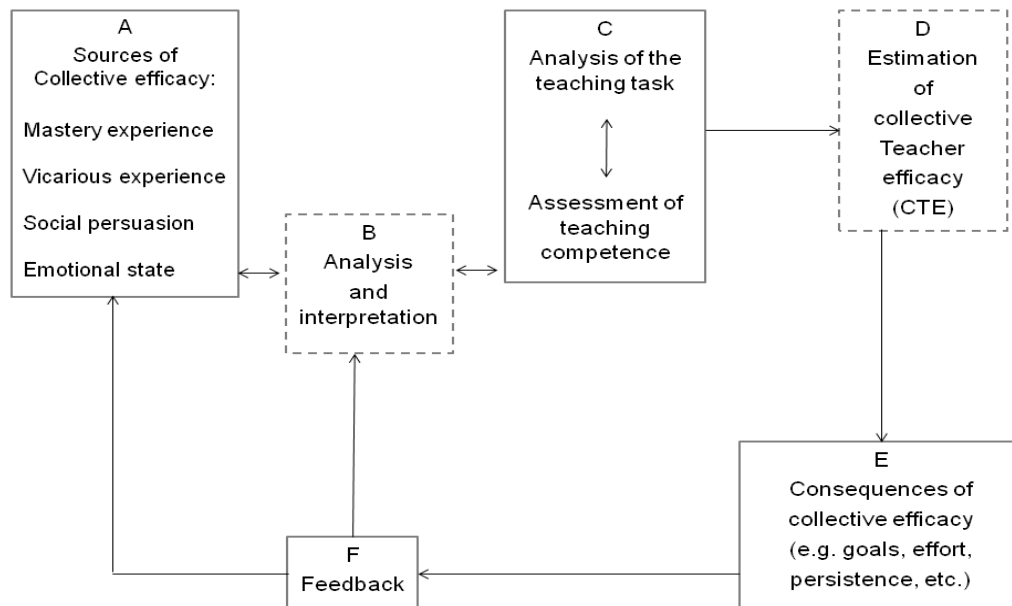 A
Sources of
Collective efficacy:
Mastery experience
Vicarious experience
Social persuasion
Emotional state
B
Analysis
and
interpretation
C
Analysis of the
teaching task
Assessment of
teaching
competence
D
Estimation
of
collective
Teacher
efficacy
(CTE)
E
Consequences of
collective efficacy
(e.g. goals, effort,
persistence, etc.)
F
Feedback